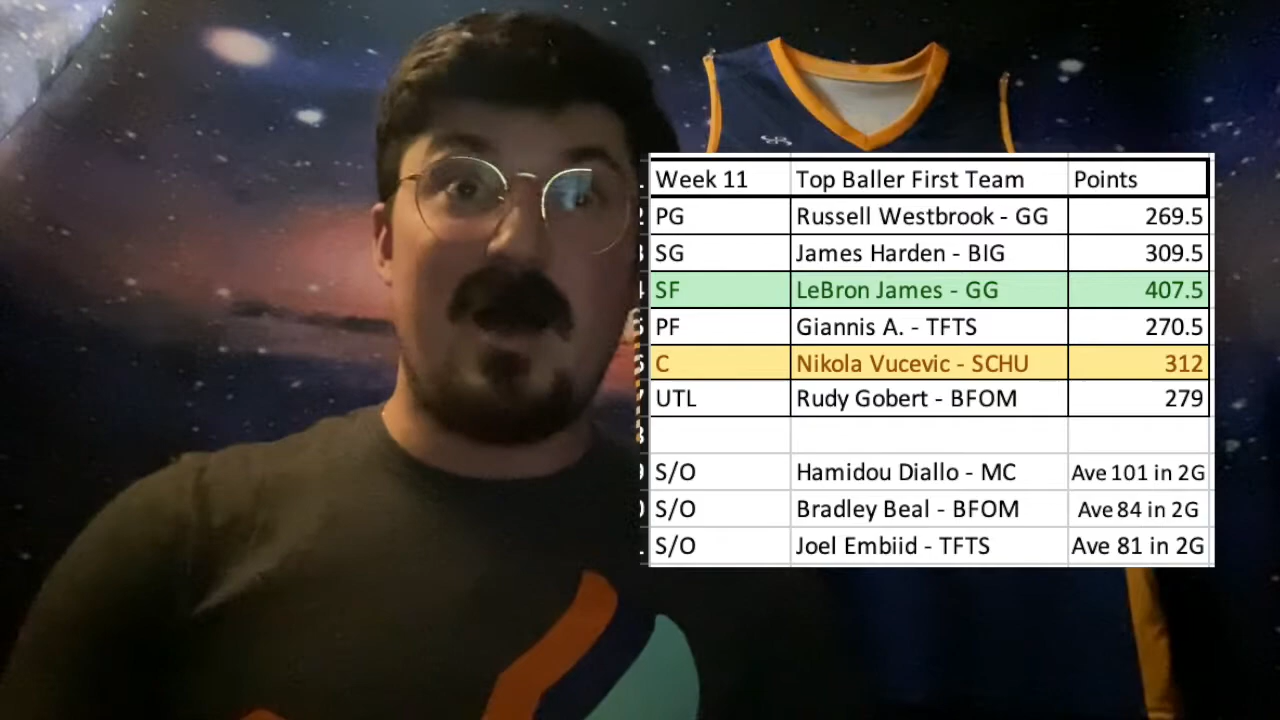 Week 11 Top Baller First Team Points
PG Russell Westbrook - GG 269.5
SG James Harden - BIG 309.5
SF LeBron James - GG 407.5
PF Giannis A. - TFTS 270.5
C Nikola Vucevic - SCHU 312
UTL Rudy Gobert - BFOM 279
S/O Hamidou Diallo - MC Ave 101 in 2G
S/O Bradley Beal - BFOM Ave 84 in 2G
S/O Joel Embiid - TFTS Ave 81 in 2G